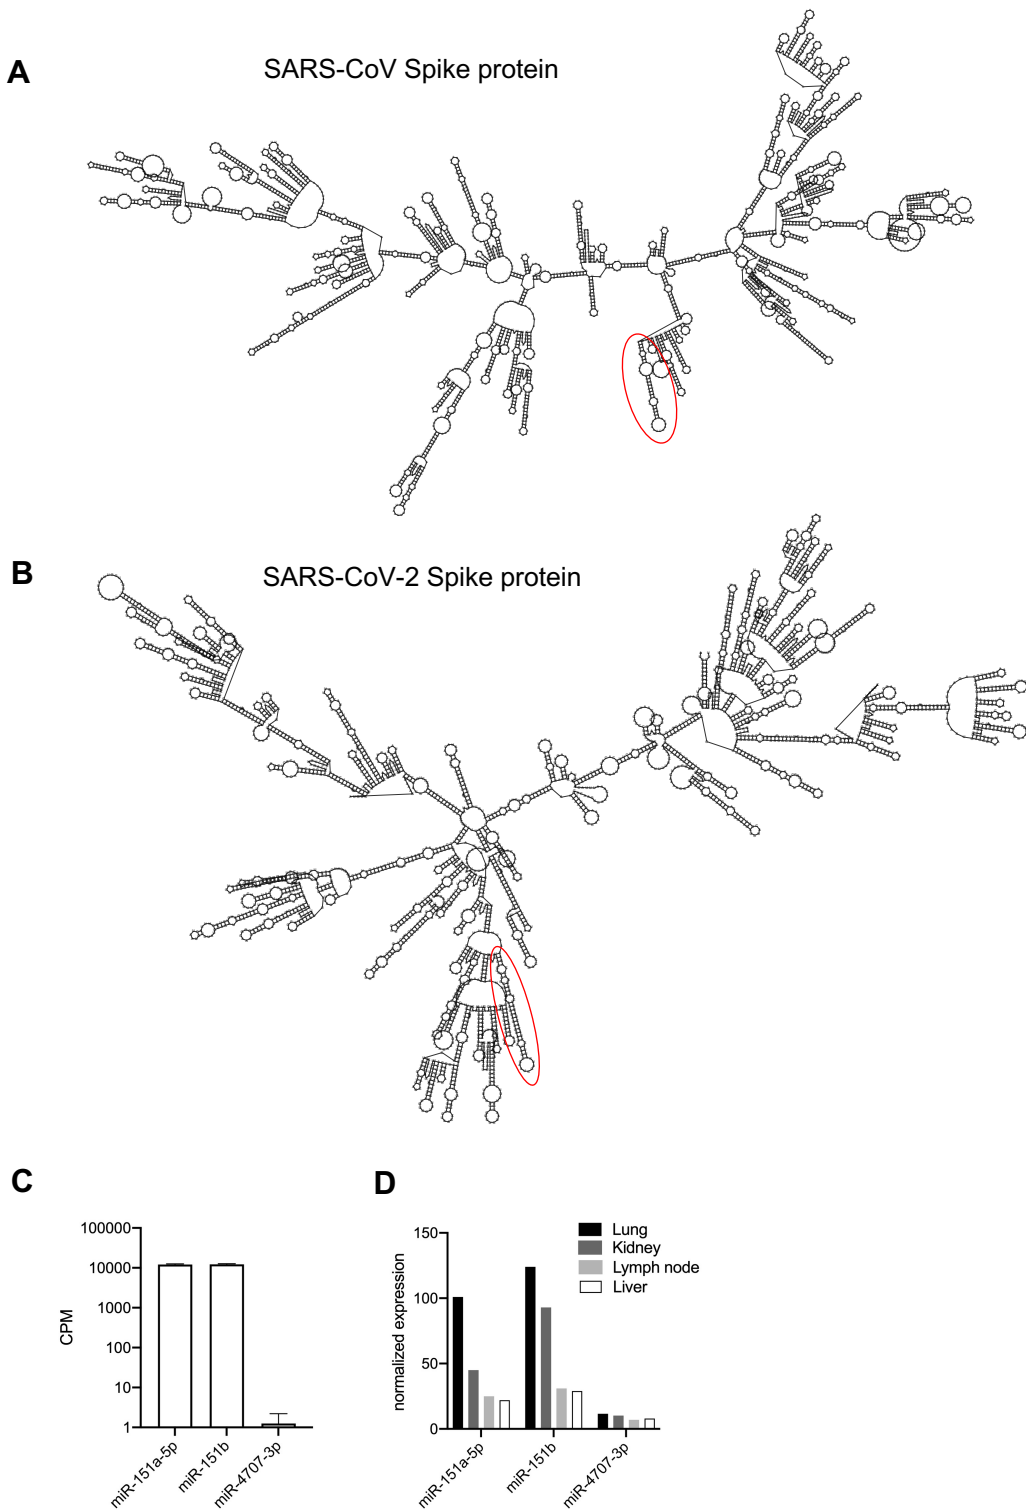 A
SARS-CoV Spike protein
B
SARS-CoV-2 Spike protein
C
CPM
100000
10000
1000
100
10
1
miR-151a-5p
miR-151b
miR-4707-3p
D
normalized expression
150
100
50
0
Lung
Kidney
Lymph node
Liver
miR-151a-5p
miR-151b
miR-4707-3p